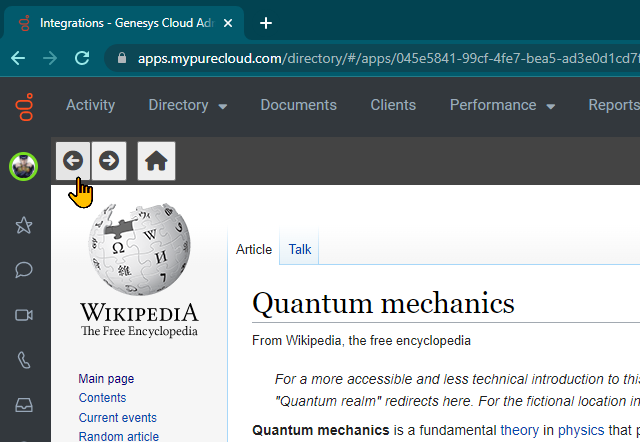 Integrations - Genesys Cloud Ad
apps.mypurecloud.com/directory/#/apps/045e5841-99cf-4fe7-bea5-ad3e0d1cd7f
Activity Directory Documents Clients Performance Reports
Article Talk
WIKIPEDIA
The Free Encyclopedia
Main page
Contents
Current events
Random article
Quantum mechanics
From Wikipedia, the free encyclopedia
For a more accessible and less technical introduction to this
"Quantum realm" redirects here. For the fictional location in
Quantum mechanics is a fundamental theory in physics that p